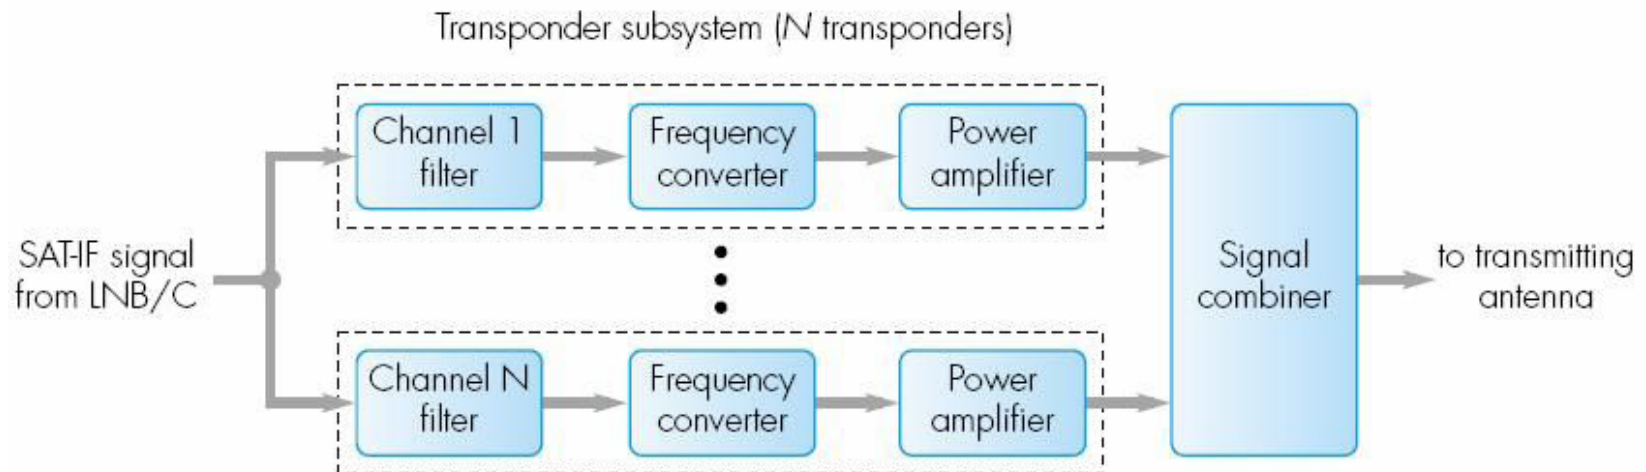 Transponder subsystem (N transponders)
Channel 1
filter
Frequency
converter
Power
amplifier
SAT-IF signal
from LNB/C
Signal
combiner
to transmitting
antenna
Channel N
filter
Frequency
converter
Power
amplifier